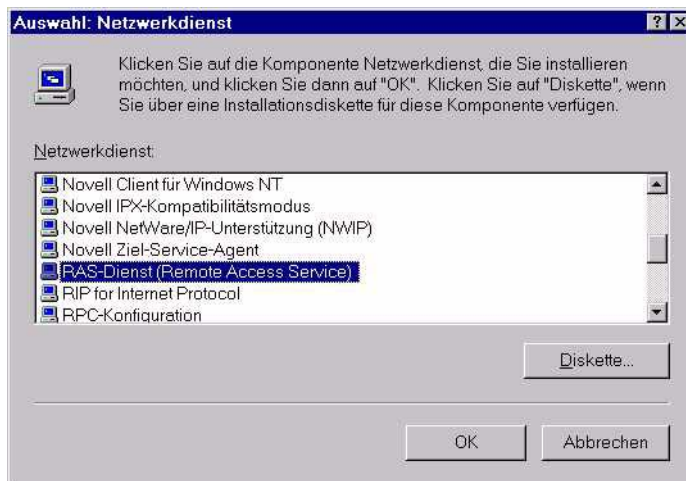 Auswahl: Netzwerkdienst
Klicken Sie auf die Komponente Netzwerkdienst, die Sie installieren
möchten, und klicken Sie dann auf "OK". Klicken Sie auf "Diskette", wenn
Sie über eine Installationsdiskette für diese Komponente verfügen.
Netzwerkdienst:
Novell Client für Windows NT
Novell IPX-Kompatibilitätsmodus
Novell NetWare/IP-Unterstützung (NWIP)
Novell Ziel-Service-Agent
RAS-Dienst (Remote Access Service)
RIP for Internet Protocol
RPC-Konfiguration
Diskette...
OK
Abbrechen